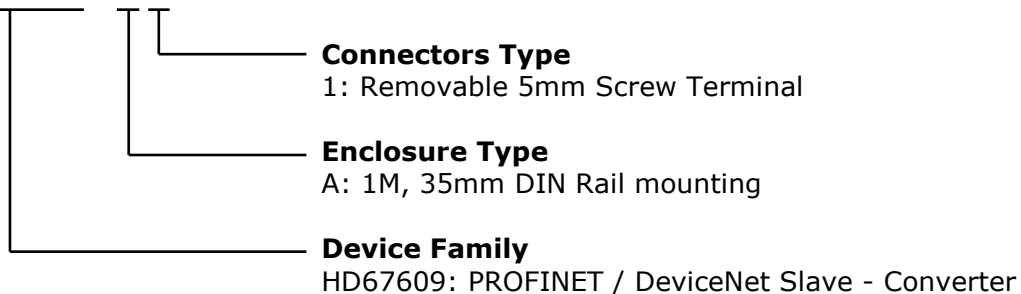 Connectors Type
1: Removable 5mm Screw Terminal
Enclosure Type
A: 1M, 35mm DIN Rail mounting
Device Family
HD67609: PROFINET / DeviceNet Slave - Converter